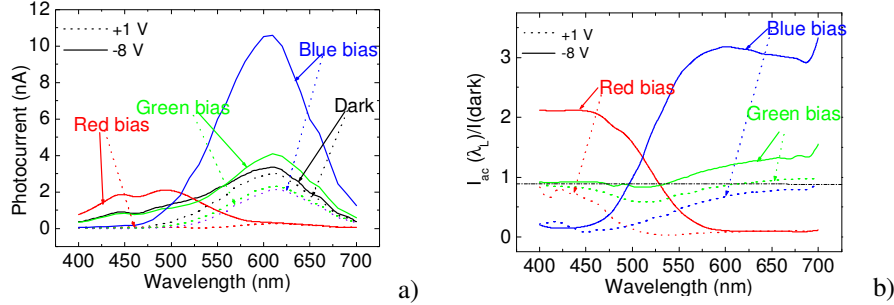 12
10
8
6
4
2
0
Photocurrent (nA)
+1 V
-8 V
Blue bias
Green bias
Dark
Red bias
400 450 500 550 600 650 700
Wavelength (nm)
a)
3
2
1
0
I_ac (λ_L)/I(dark)
+1 V
-8 V
Blue bias
Red bias
Green bias
400 450 500 550 600 650 700
Wavelength (nm)
b)